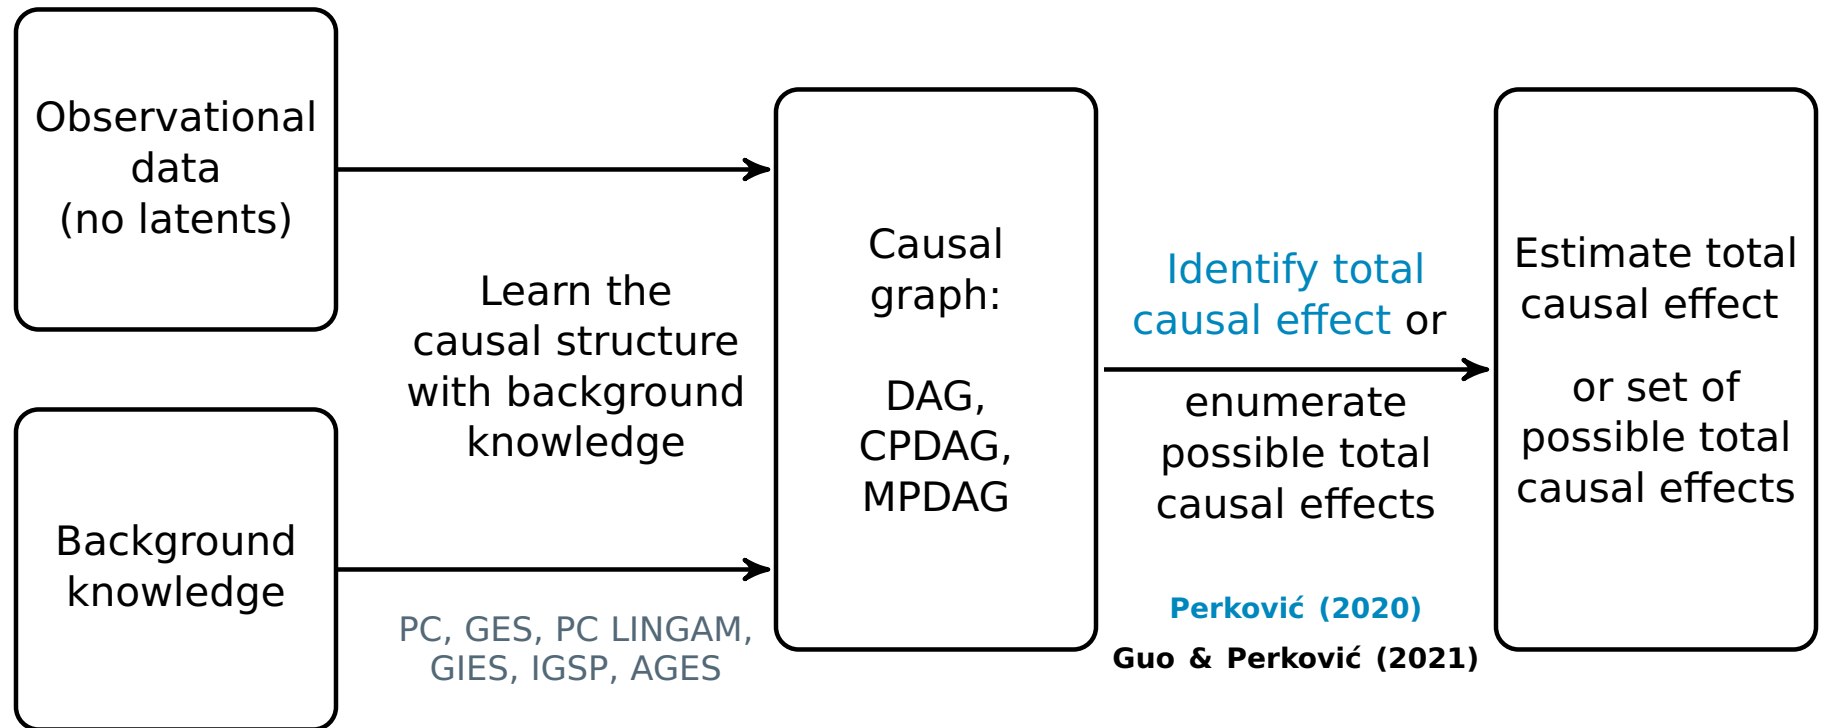 Observational
data
(no latents)
Background
knowledge
Learn the
causal structure
with background
knowledge
PC, GES, PC LINGAM,
GIES, IGSP, AGES
Causal
graph:
DAG,
CPDAG,
MPDAG
Identify total
causal effect or
enumerate
possible total
causal effects
Perković (2020)
Guo & Perković (2021)
Estimate total
causal effect
or set of
possible total
causal effects